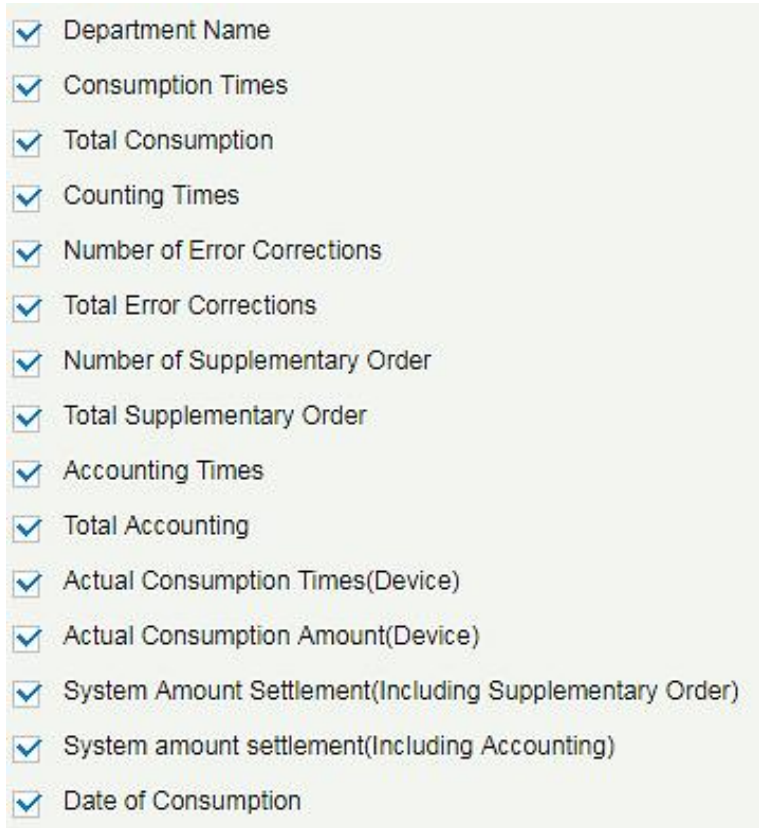 Department Name
Consumption Times
Total Consumption
Counting Times
Number of Error Corrections
Total Error Corrections
Number of Supplementary Order
Total Supplementary Order
Accounting Times
Total Accounting
Actual Consumption Times(Device)
Actual Consumption Amount(Device)
System Amount Settlement(Including Supplementary Order)
System amount settlement(Including Accounting)
Date of Consumption